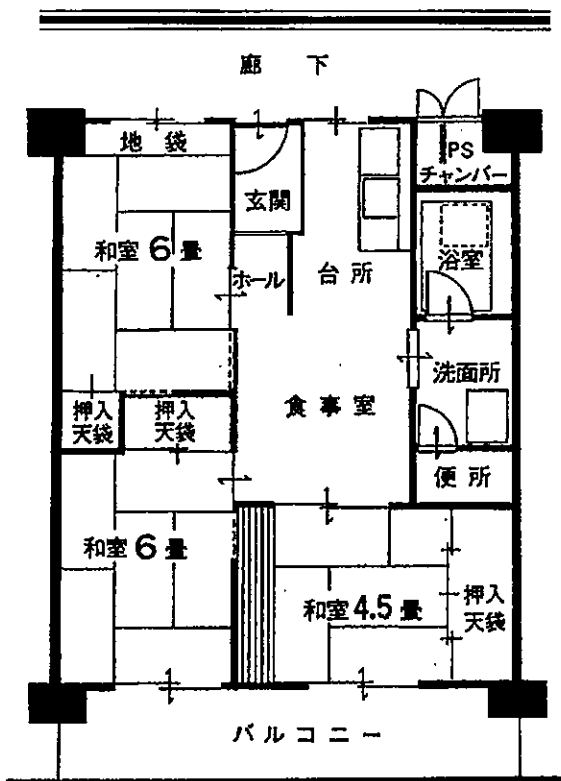 廊下
地袋
PS
チャンバー
玄関
和室6畳
浴室
ホール
台所
洗面所
押入
天袋
押入
天袋
食事室
便所
和室6畳
和室4.5畳
押入
天袋
バルコニー